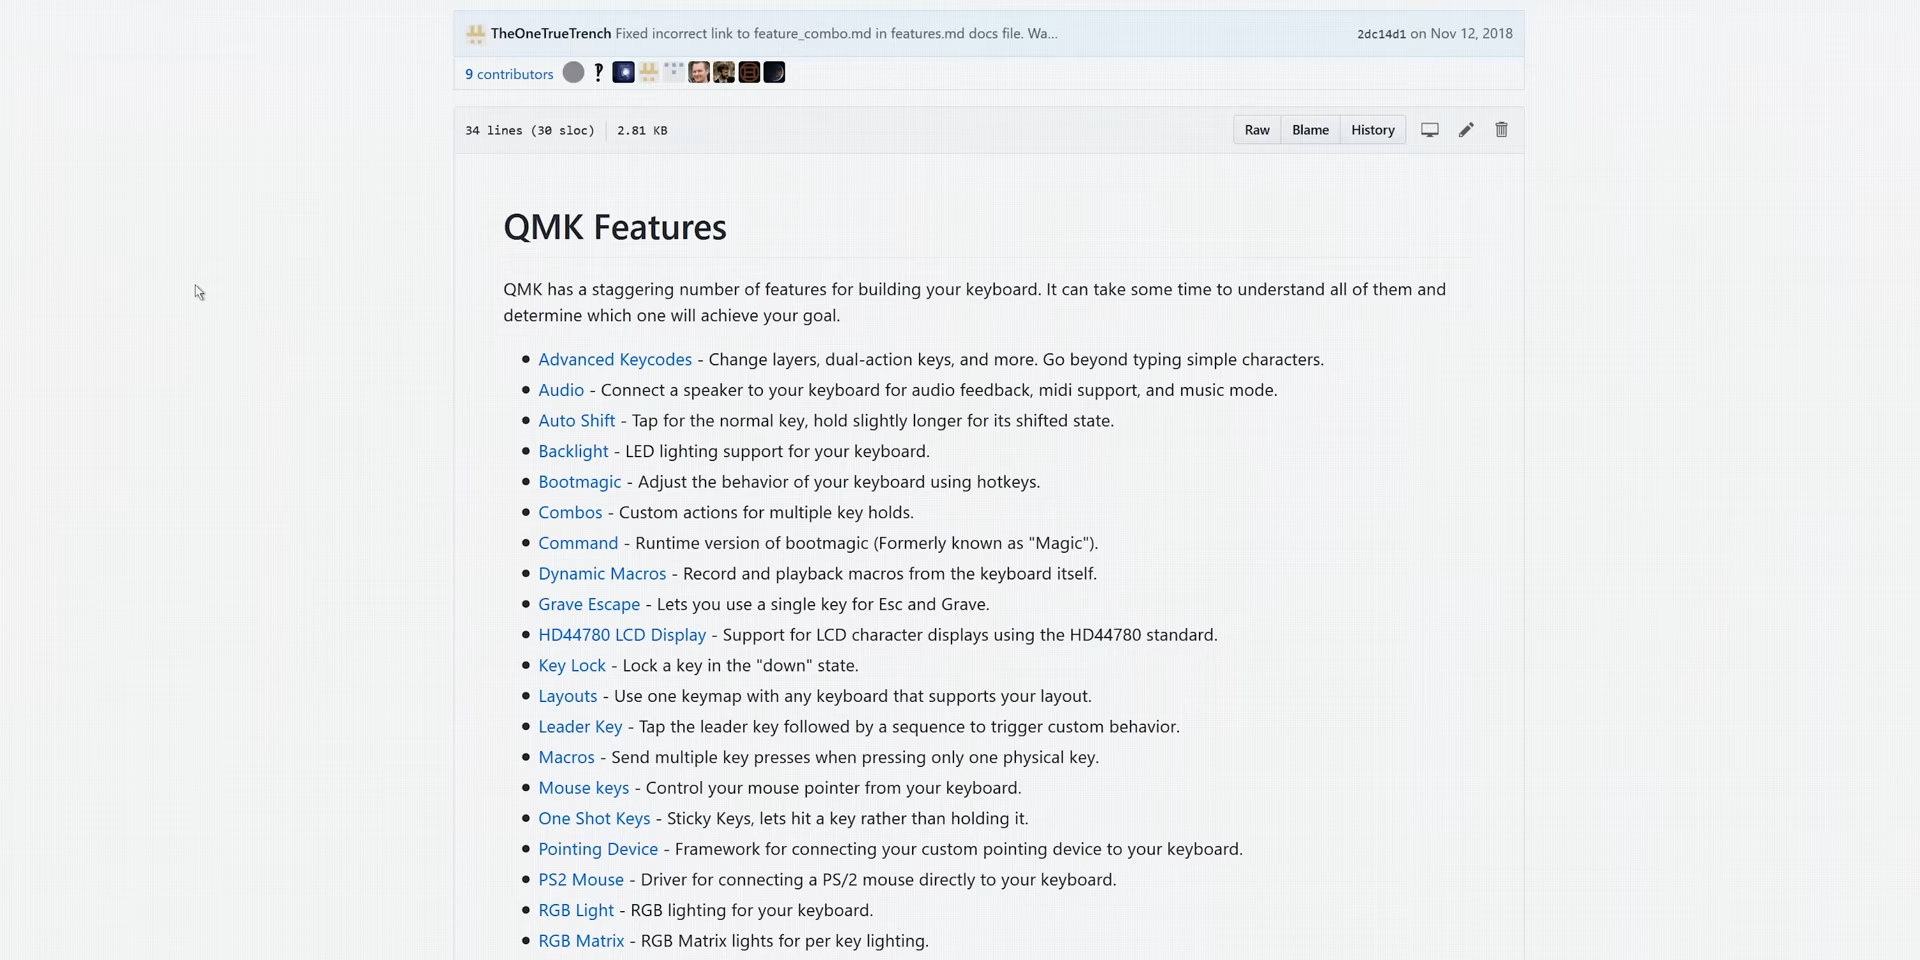 TheOneTrueTrench Fixed incorrect link to feature_combo.md in features.md docs file. Wa... 2dc14d1 on Nov 12, 2018
9 contributors
34 lines (30 sloc) 2.81 KB Raw Blame History
QMK Features
QMK has a staggering number of features for building your keyboard. It can take some time to understand all of them and
determine which one will achieve your goal.
Advanced Keycodes - Change layers, dual-action keys, and more. Go beyond typing simple characters.
Audio - Connect a speaker to your keyboard for audio feedback, midi support, and music mode.
Auto Shift - Tap for the normal key, hold slightly longer for its shifted state.
Backlight - LED lighting support for your keyboard.
Bootmagic - Adjust the behavior of your keyboard using hotkeys.
Combos - Custom actions for multiple key holds.
Command - Runtime version of bootmagic (Formerly known as "Magic").
Dynamic Macros - Record and playback macros from the keyboard itself.
Grave Escape - Lets you use a single key for Esc and Grave.
HD44780 LCD Display - Support for LCD character displays using the HD44780 standard.
Key Lock - Lock a key in the "down" state.
Layouts - Use one keymap with any keyboard that supports your layout.
Leader Key - Tap the leader key followed by a sequence to trigger custom behavior.
Macros - Send multiple key presses when pressing only one physical key.
Mouse keys - Control your mouse pointer from your keyboard.
One Shot Keys - Sticky Keys, lets hit a key rather than holding it.
Pointing Device - Framework for connecting your custom pointing device to your keyboard.
PS2 Mouse - Driver for connecting a PS/2 mouse directly to your keyboard.
RGB Light - RGB lighting for your keyboard.
RGB Matrix - RGB Matrix lights for per key lighting.